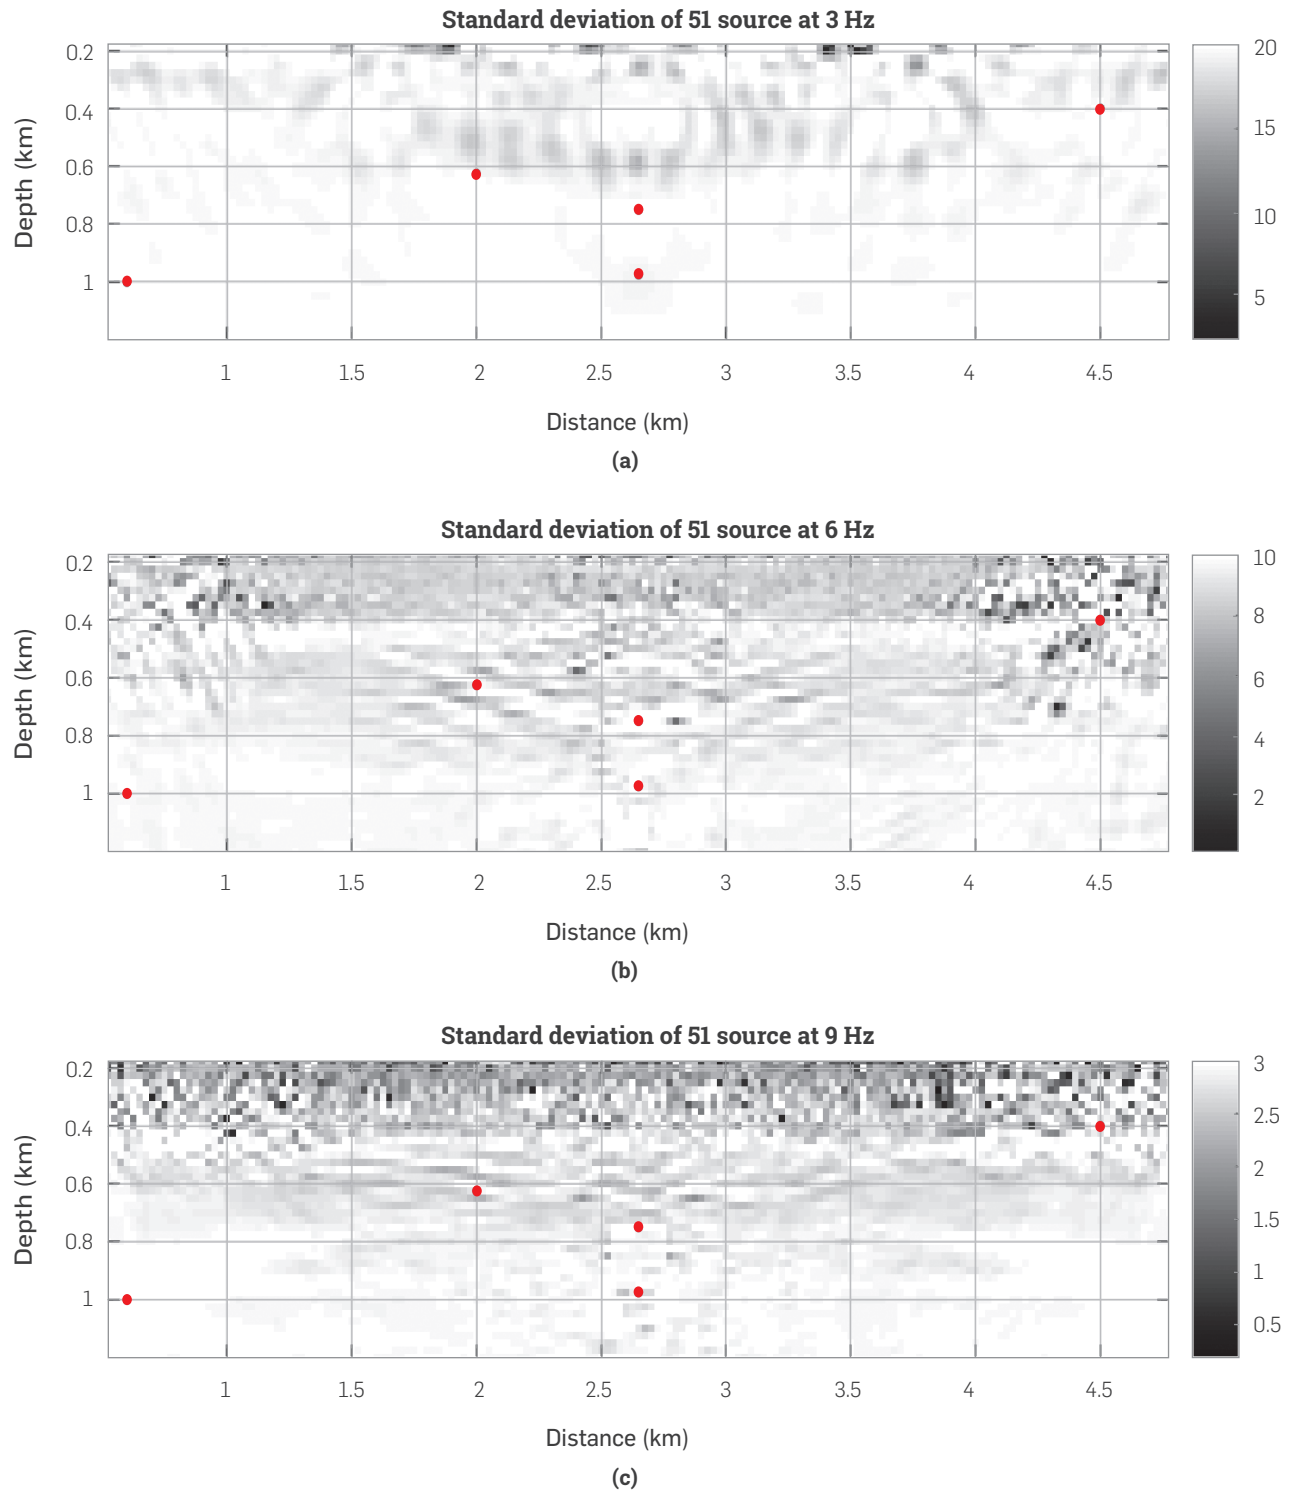 Standard deviation of 51 source at 3 Hz
0.2
0.4
0.6
0.8
1
Depth (km)
20
15
10
5
1 1.5 2 2.5 3 3.5 4 4.5
Distance (km)
(a)
Standard deviation of 51 source at 6 Hz
0.2
0.4
0.6
0.8
1
Depth (km)
10
8
6
4
2
1 1.5 2 2.5 3 3.5 4 4.5
Distance (km)
(b)
Standard deviation of 51 source at 9 Hz
0.2
0.4
0.6
0.8
1
Depth (km)
3
2.5
2
1.5
1
0.5
1 1.5 2 2.5 3 3.5 4 4.5
Distance (km)
(c)